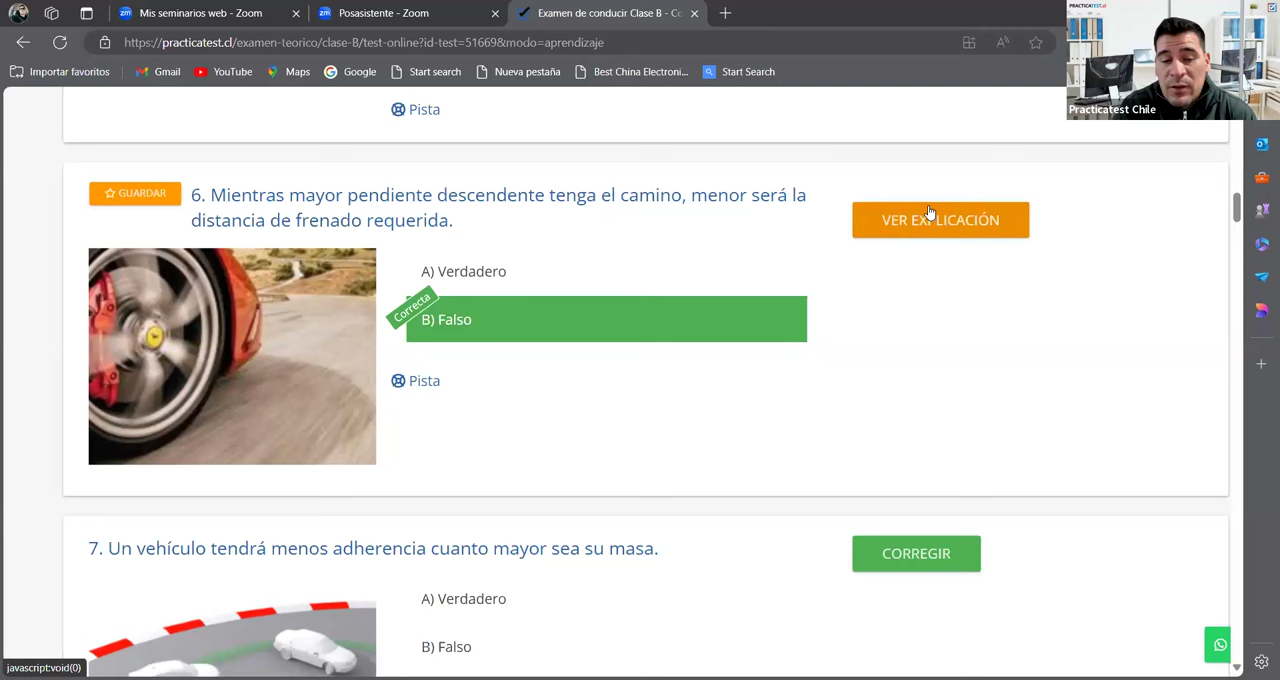 Mis seminarios web - Zoom
Posasistente - Zoom
Examen de conducir Clase B - Co
https://practicatest.cl/examen-teorico/clase-B/test-online?id-test=51669&modo=aprendizaje
Importar favoritos
Gmail
YouTube
Maps
Google
Start search
Nueva pestaña
Best China Electroni...
Start Search
PRACTICATEST.cl
Practicatest Chile
Pista
GUARDAR
6. Mientras mayor pendiente descendente tenga el camino, menor será la
distancia de frenado requerida.
VER EXPLICACIÓN
A) Verdadero
Correcta
B) Falso
Pista
7. Un vehículo tendrá menos adherencia cuanto mayor sea su masa.
CORREGIR
A) Verdadero
B) Falso
javascript:void(0)